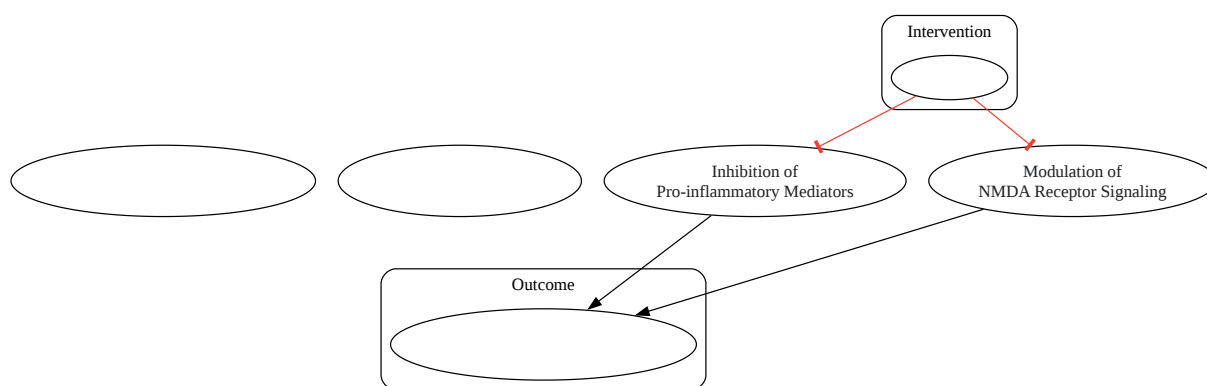 Intervention
Inhibition of
Pro-inflammatory Mediators
Modulation of
NMDA Receptor Signaling
Outcome